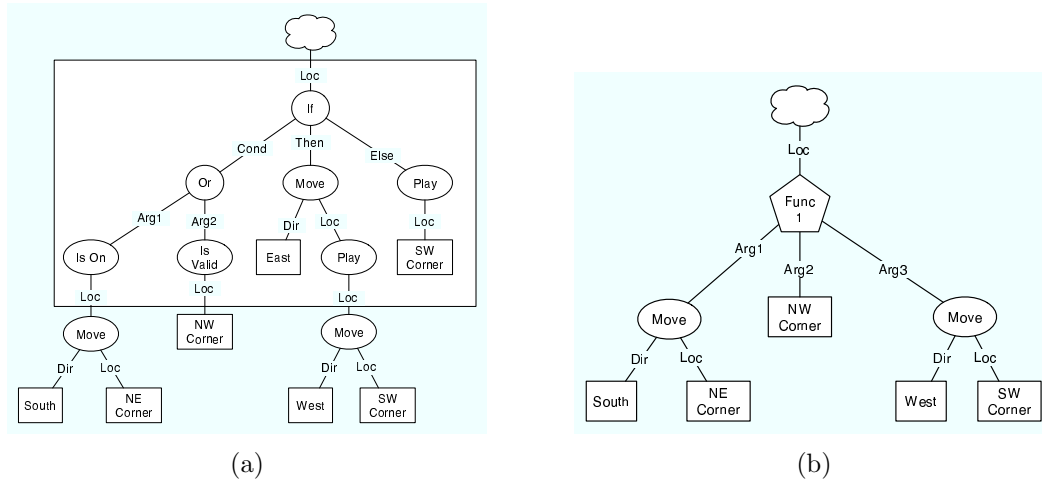 Loc
If
Cond
Then
Else
Or
Move
Play
Arg1
Arg2
Dir
Loc
Loc
Is On
Is
Valid
East
Play
SW
Corner
Loc
Loc
Loc
Move
NW
Corner
Move
Dir
Loc
Dir
Loc
South
NE
Corner
West
SW
Corner
(a)
Loc
Func
1
Arg1
Arg2
Arg3
Move
NW
Corner
Move
Dir
Loc
Dir
Loc
South
NE
Corner
West
SW
Corner
(b)